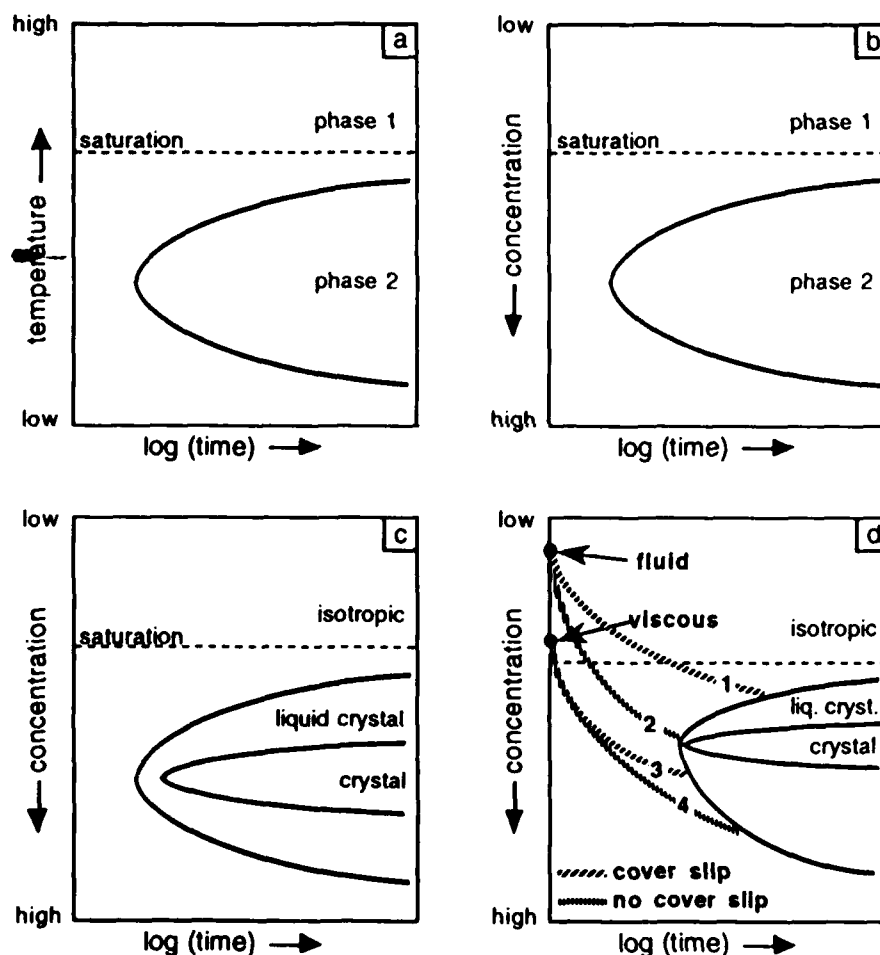 high
a
phase 1
saturation
temperature
phase 2
low
log (time)
low
b
phase 1
saturation
concentration
phase 2
high
log (time)
low
c
isotropic
saturation
concentration
liquid crystal
crystal
high
log (time)
low
d
fluid
viscous
isotropic
concentration
1
liq. cryst.
2
crystal
3
4
cover slip
no cover slip
high
log (time)